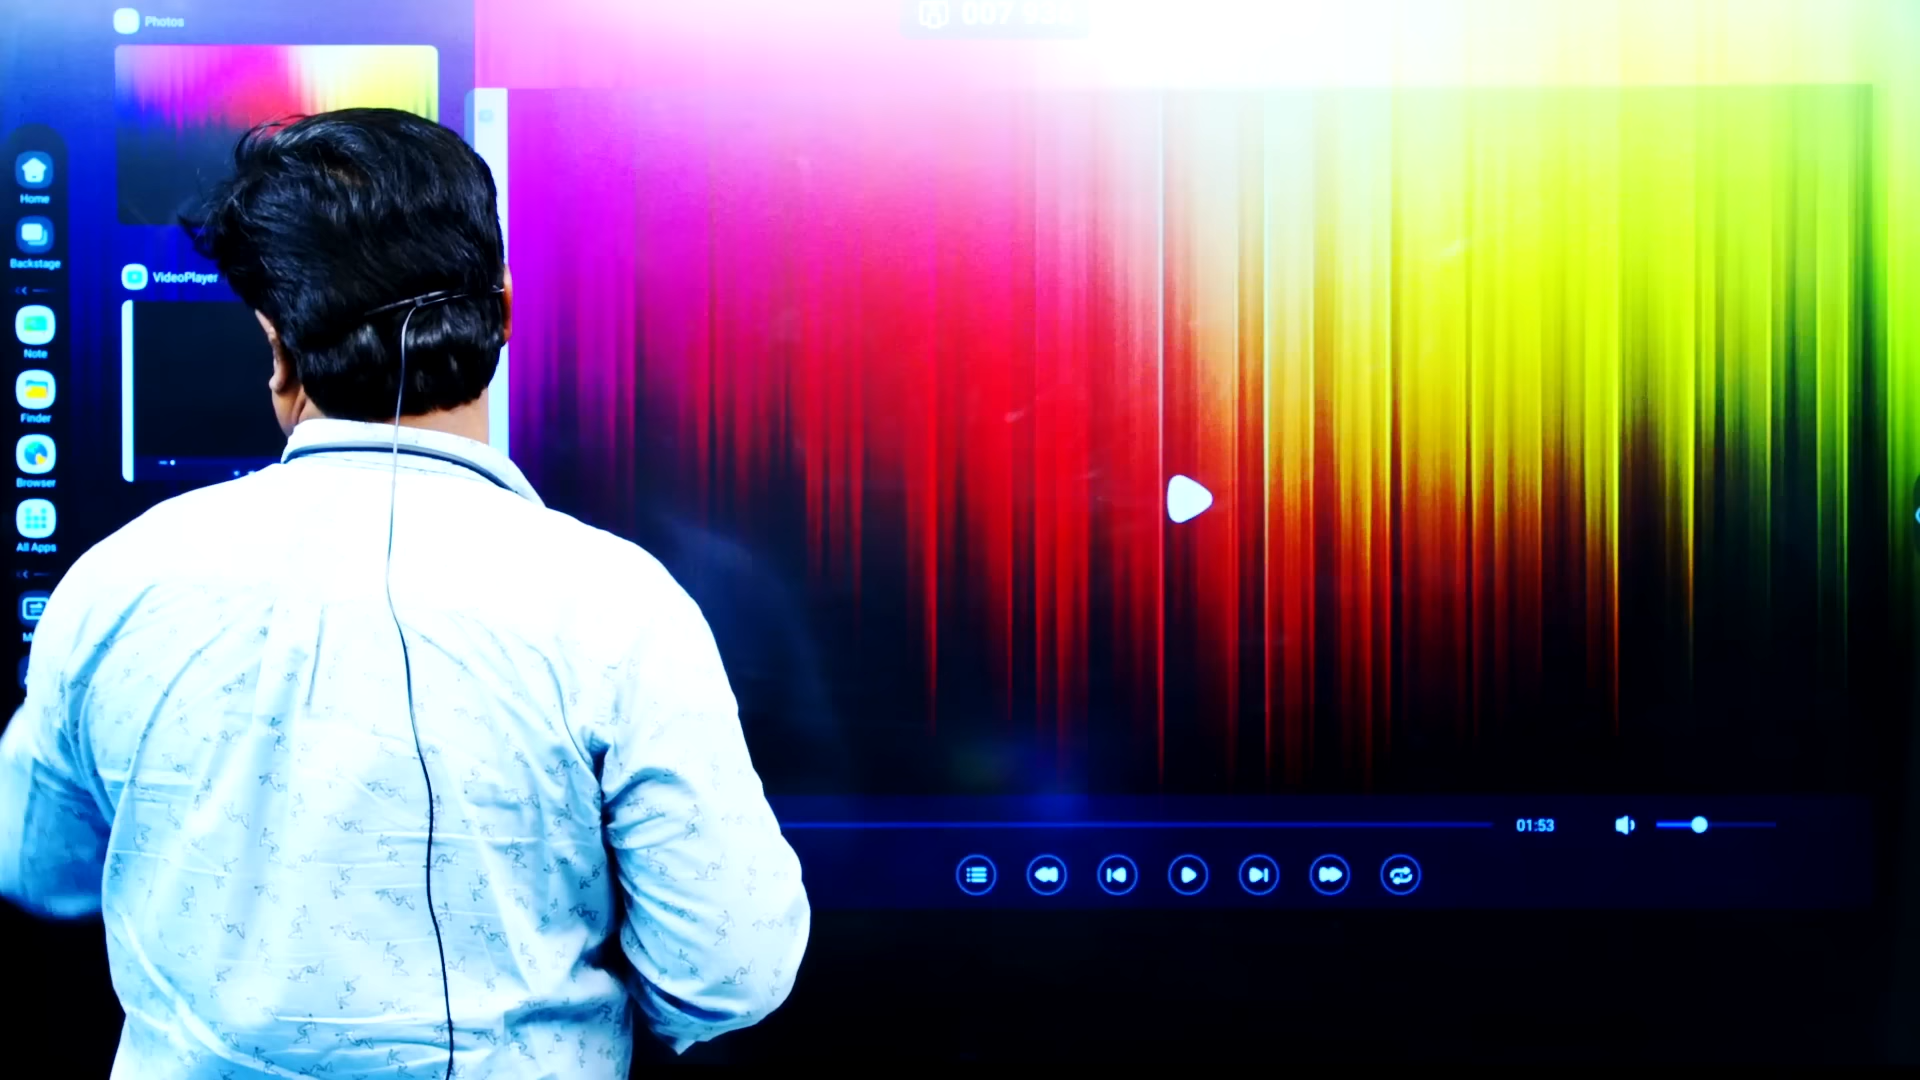 Photos
Home
Backstage
VideoPlayer
Note
Finder
Browser
All Apps
01:53